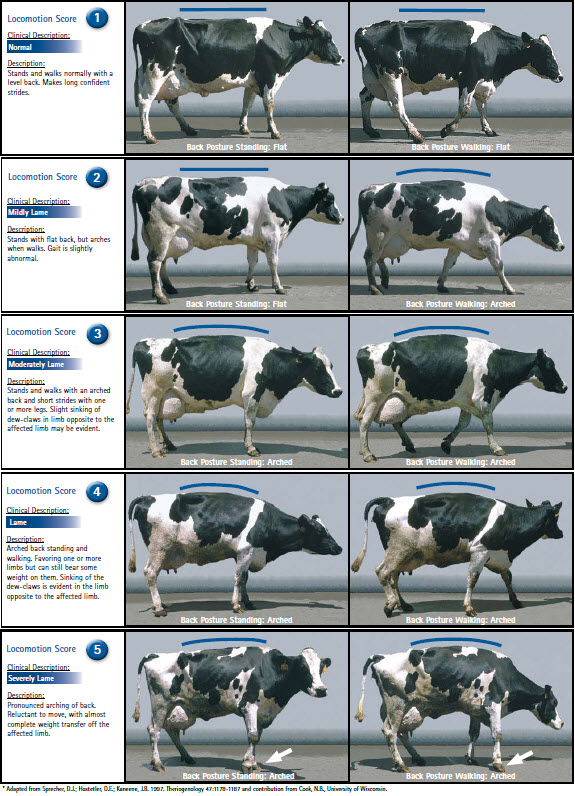 Locomotion Score 1
Clinical Description:
Normal
Description:
Stands and walks normally with a
level back. Makes long confident
strides.
Back Posture Standing: Flat
Back Posture Walking: Flat
Locomotion Score 2
Clinical Description:
Mildly Lame
Description:
Stands with flat back, but arches
when walks. Gait is slightly
abnormal.
Back Posture Standing: Flat
Back Posture Walking: Arched
Locomotion Score 3
Clinical Description:
Moderately Lame
Description:
Stands and walks with an arched
back and short strides with one
or more legs. Slight sinking of
dew-claws in limb opposite to the
affected limb may be evident.
Back Posture Standing: Arched
Back Posture Walking: Arched
Locomotion Score 4
Clinical Description:
Lame
Description:
Arched back standing and
walking. Favoring one or more
limbs but can still bear some
weight on them. Sinking of the
dew-claws is evident in the limb
opposite to the affected limb.
Back Posture Standing: Arched
Back Posture Walking: Arched
Locomotion Score 5
Clinical Description:
Severely Lame
Description:
Pronounced arching of back.
Reluctant to move, with almost
complete weight transfer off the
affected limb.
Back Posture Standing: Arched
Back Posture Walking: Arched
* Adapted from Sprecher, D.J.; Hostetler, D.E.; Kaneene, J.B. 1997. Theriogenology 47:1178-1187 and contribution from Cook, N.B., University of Wisconsin.